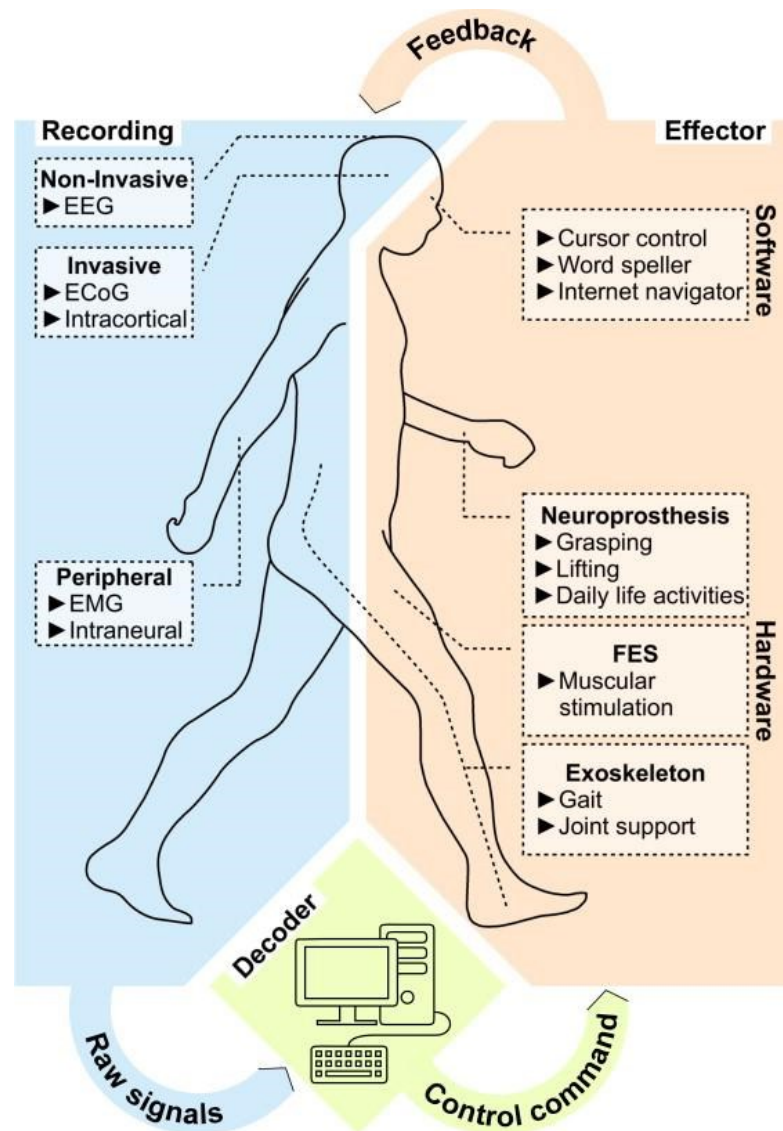 Feedback
Recording
Non-Invasive
►EEG
Invasive
►ECoG
►Intracortical
Peripheral
►EMG
►Intraneural
Effector
Software
►Cursor control
►Word speller
►Internet navigator
Hardware
Neuroprosthesis
►Grasping
►Lifting
►Daily life activities
FES
►Muscular
stimulation
Exoskeleton
►Gait
►Joint support
Decoder
Raw signals
Control command